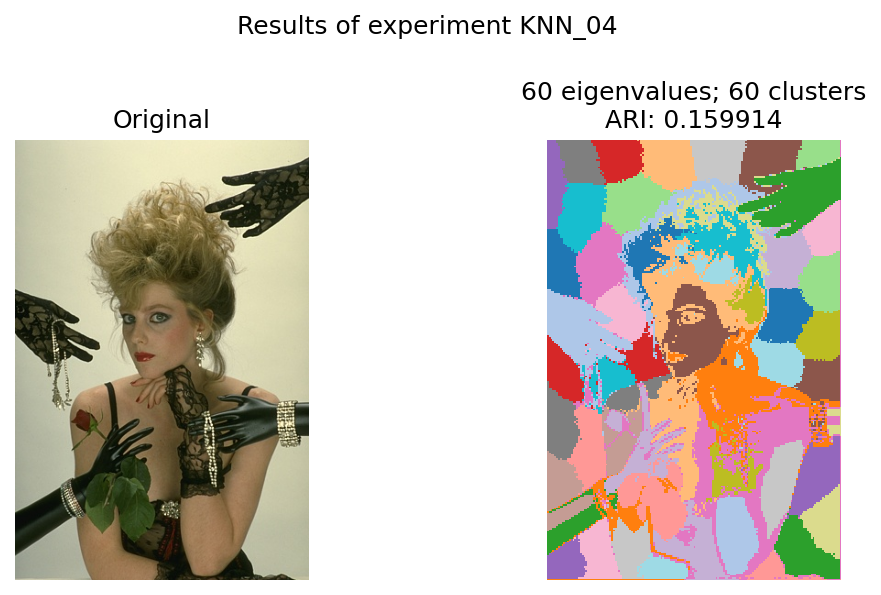 Results of experiment KNN_04
Original
60 eigenvalues; 60 clusters
ARI: 0.159914